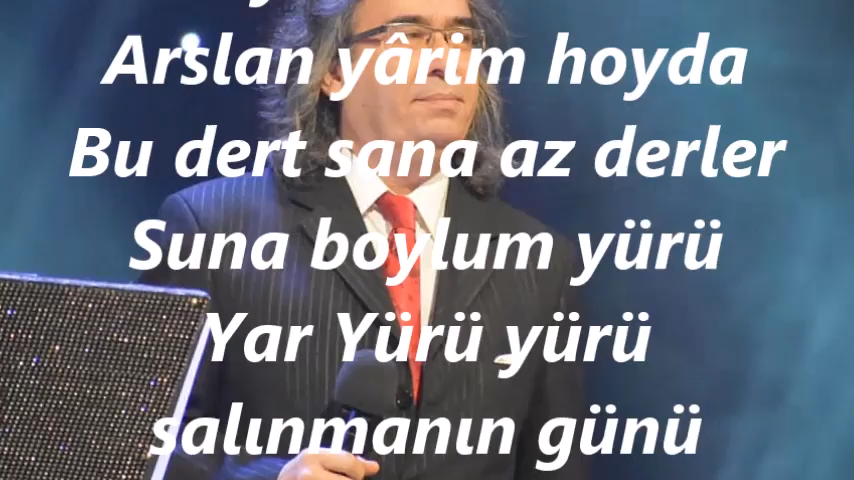 Arslan yârim hoyda
Bu dert sana az derler
Suna boylum yürü
Yar Yürü yürü
salınmanın günü